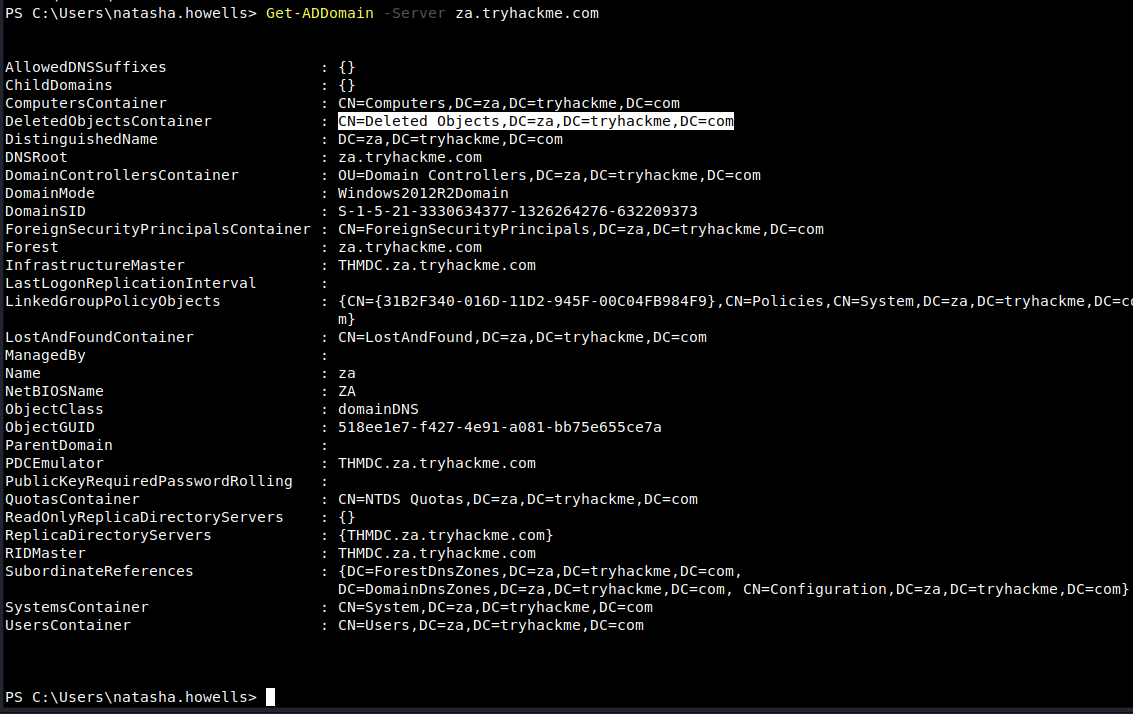 PS C:\Users\natasha.howells> Get-ADDomain -Server za.tryhackme.com
AllowedDNSSuffixes : {}
ChildDomains : {}
ComputersContainer : CN=Computers,DC=za,DC=tryhackme,DC=com
DeletedObjectsContainer : CN=Deleted Objects,DC=za,DC=tryhackme,DC=com
DistinguishedName : DC=za,DC=tryhackme,DC=com
DNSRoot : za.tryhackme.com
DomainControllersContainer : OU=Domain Controllers,DC=za,DC=tryhackme,DC=com
DomainMode : Windows2012R2Domain
DomainSID : S-1-5-21-3330634377-1326264276-632209373
ForeignSecurityPrincipalsContainer : CN=ForeignSecurityPrincipals,DC=za,DC=tryhackme,DC=com
Forest : za.tryhackme.com
InfrastructureMaster : THMDC.za.tryhackme.com
LastLogonReplicationInterval :
LinkedGroupPolicyObjects : {CN={31B2F340-016D-11D2-945F-00C04FB984F9},CN=Policies,CN=System,DC=za,DC=tryhackme,DC=co
m}
LostAndFoundContainer : CN=LostAndFound,DC=za,DC=tryhackme,DC=com
ManagedBy :
Name : za
NetBIOSName : ZA
ObjectClass : domainDNS
ObjectGUID : 518ee1e7-f427-4e91-a081-bb75e655ce7a
ParentDomain :
PDCEmulator : THMDC.za.tryhackme.com
PublicKeyRequiredPasswordRolling :
QuotasContainer : CN=NTDS Quotas,DC=za,DC=tryhackme,DC=com
ReadOnlyReplicaDirectoryServers : {}
ReplicaDirectoryServers : {THMDC.za.tryhackme.com}
RIDMaster : THMDC.za.tryhackme.com
SubordinateReferences : {DC=ForestDnsZones,DC=za,DC=tryhackme,DC=com,
DC=DomainDnsZones,DC=za,DC=tryhackme,DC=com, CN=Configuration,DC=za,DC=tryhackme,DC=com}
SystemsContainer : CN=System,DC=za,DC=tryhackme,DC=com
UsersContainer : CN=Users,DC=za,DC=tryhackme,DC=com
PS C:\Users\natasha.howells>